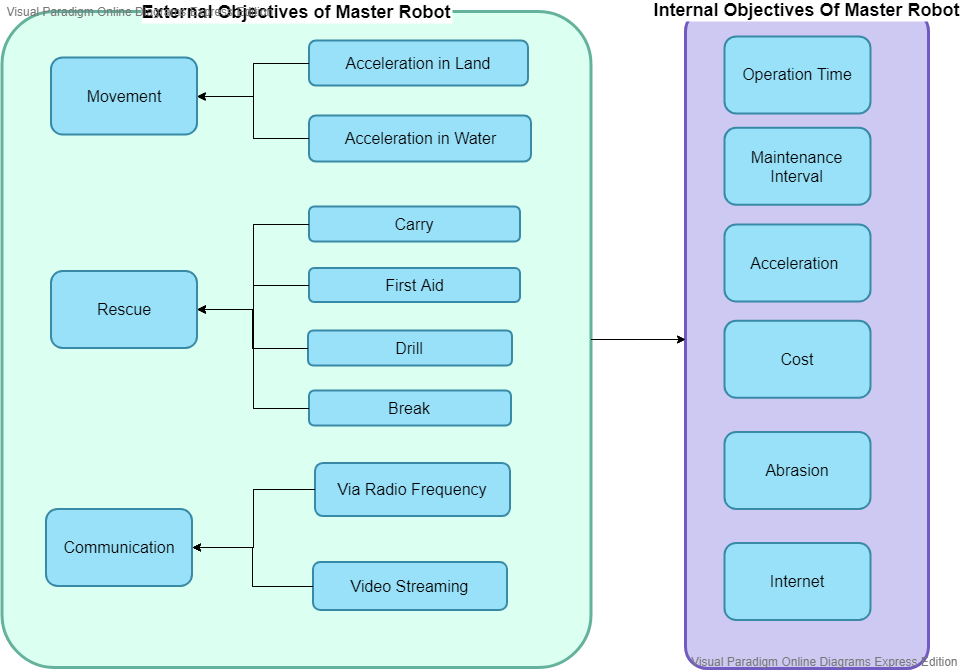 Visual Paradigm Online Diagrams Express Edition
External Objectives of Master Robot
Internal Objectives Of Master Robot
Movement
Acceleration in Land
Acceleration in Water
Rescue
Carry
First Aid
Drill
Break
Communication
Via Radio Frequency
Video Streaming
Operation Time
Maintenance
Interval
Acceleration
Cost
Abrasion
Internet
Visual Paradigm Online Diagrams Express Edition